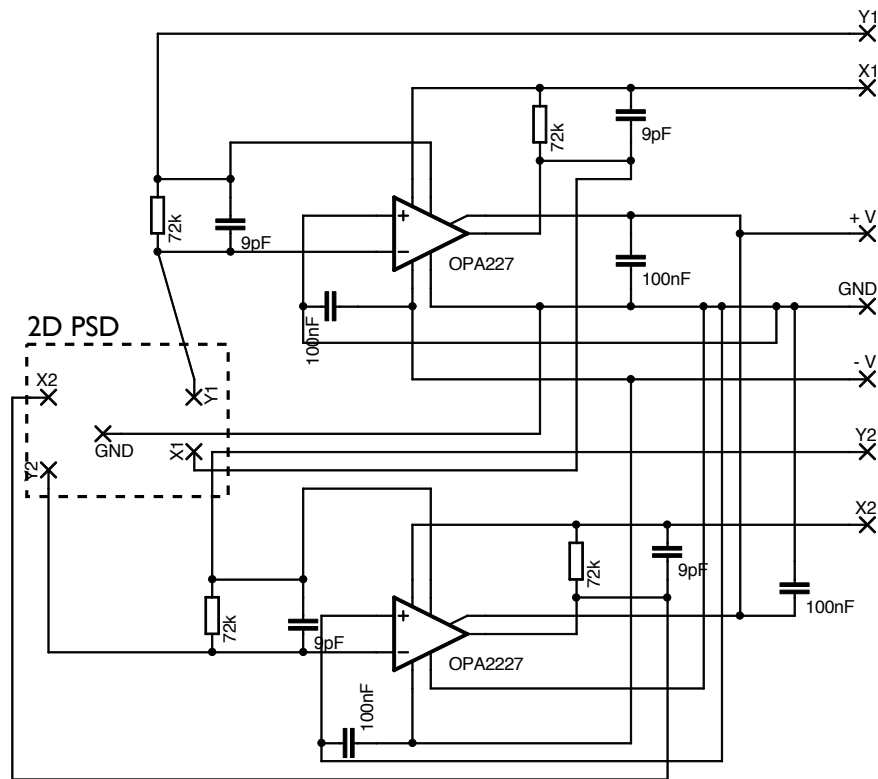 Y1
X1
72k
9pF
72k
9pF
+
−
OPA227
+ V
100nF
GND
100nF
2D PSD
- V
X2
Y1
GND
X1
Y2
Y2
X2
72k
9pF
72k
9pF
+
−
OPA2227
100nF
100nF